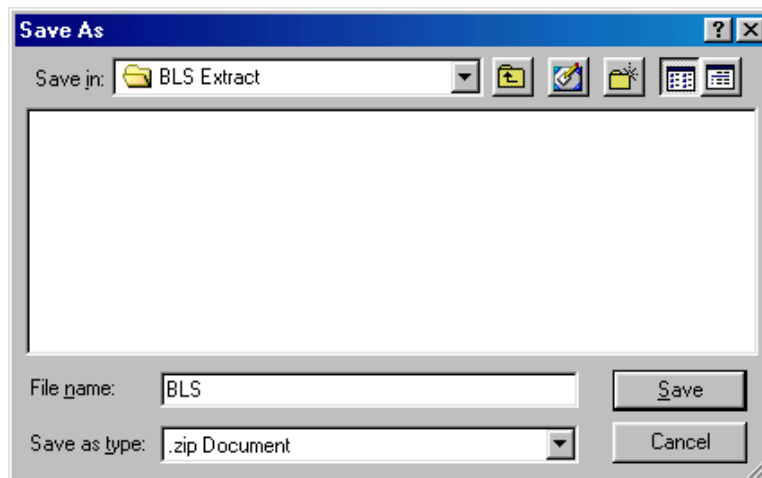 Save As
Save in: BLS Extract
File name: BLS Save
Save as type: .zip Document Cancel